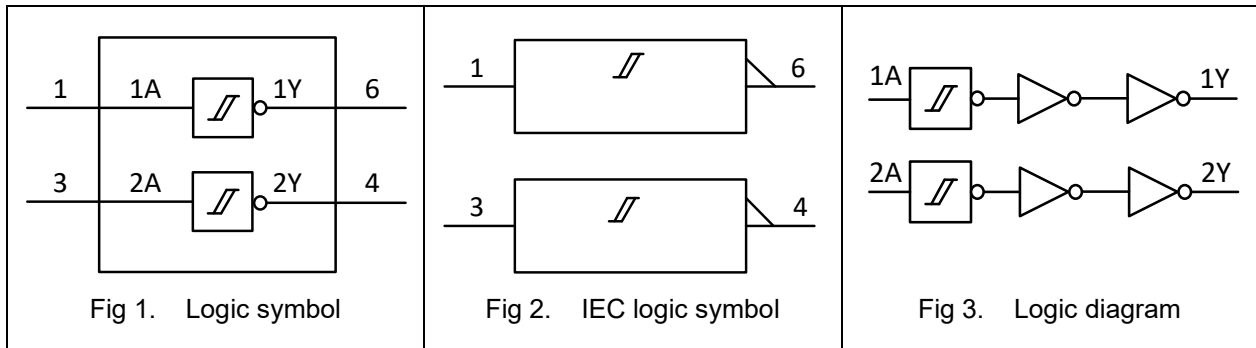 1 1A 1Y 6
3 2A 2Y 4
Fig 1. Logic symbol
1 6
3 4
Fig 2. IEC logic symbol
1A 1Y
2A 2Y
Fig 3. Logic diagram